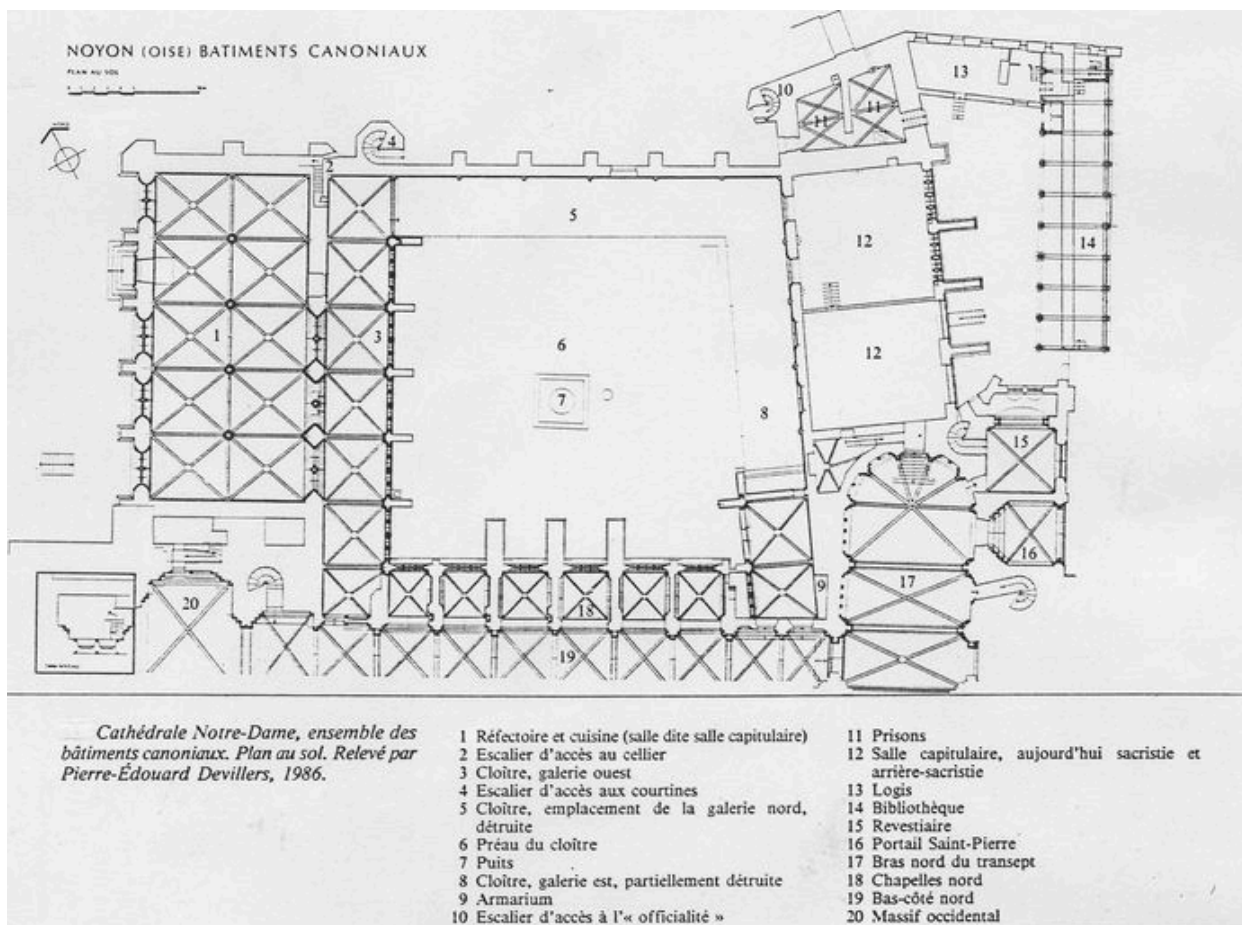 NOYON (OISE) BATIMENTS CANONIAUX
PLAN AU SOL
10
13
11
11
4
2
5
12
14
1
3
6
12
7
8
15
16
9
17
20
18
19
Cathédrale Notre-Dame, ensemble des
bâtiments canoniaux. Plan au sol. Relevé par
Pierre-Édouard Devillers, 1986.
1 Réfectoire et cuisine (salle dite salle capitulaire)
2 Escalier d'accès au cellier
3 Cloître, galerie ouest
4 Escalier d'accès aux courtines
5 Cloître, emplacement de la galerie nord,
détruite
6 Préau du cloître
7 Puits
8 Cloître, galerie est, partiellement détruite
9 Armarium
10 Escalier d'accès à l'« officialité »
11 Prisons
12 Salle capitulaire, aujourd'hui sacristie et
arrière-sacristie
13 Logis
14 Bibliothèque
15 Revestiaire
16 Portail Saint-Pierre
17 Bras nord du transept
18 Chapelles nord
19 Bas-côté nord
20 Massif occidental